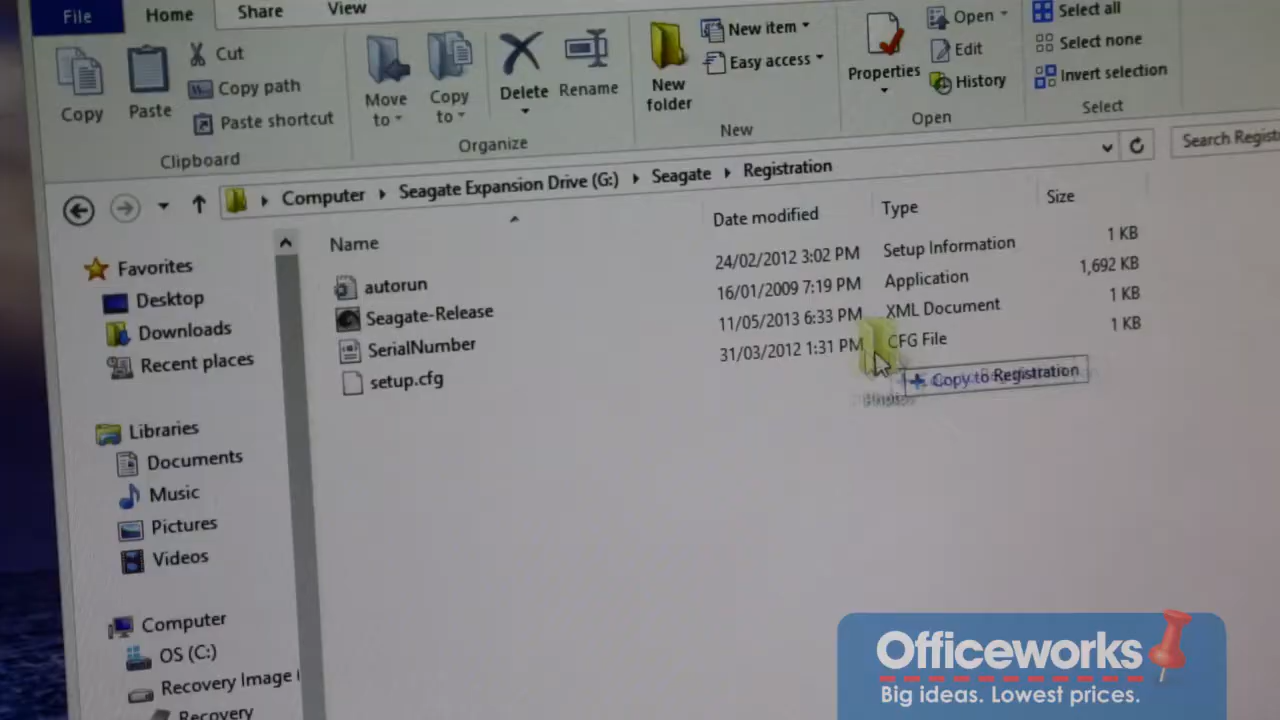 File Home Share View
Copy
Paste
Cut
Copy path
Paste shortcut
Clipboard
Move to
Copy to
Delete
Rename
Organize
New folder
New item
Easy access
New
Properties
Open
Edit
History
Open
Select all
Select none
Invert selection
Select
Computer Seagate Expansion Drive (G:) Seagate Registration
Search Regist
Name Date modified Type Size
autorun 24/02/2012 3:02 PM Setup Information 1 KB
Seagate-Release 16/01/2009 7:19 PM Application 1,692 KB
SerialNumber 11/05/2013 6:33 PM XML Document 1 KB
setup.cfg 31/03/2012 1:31 PM CFG File 1 KB
Copy to Registration
Favorites
Desktop
Downloads
Recent places
Libraries
Documents
Music
Pictures
Videos
Computer
OS (C:)
Recovery Image
Recovery
Officeworks
Big ideas. Lowest prices.